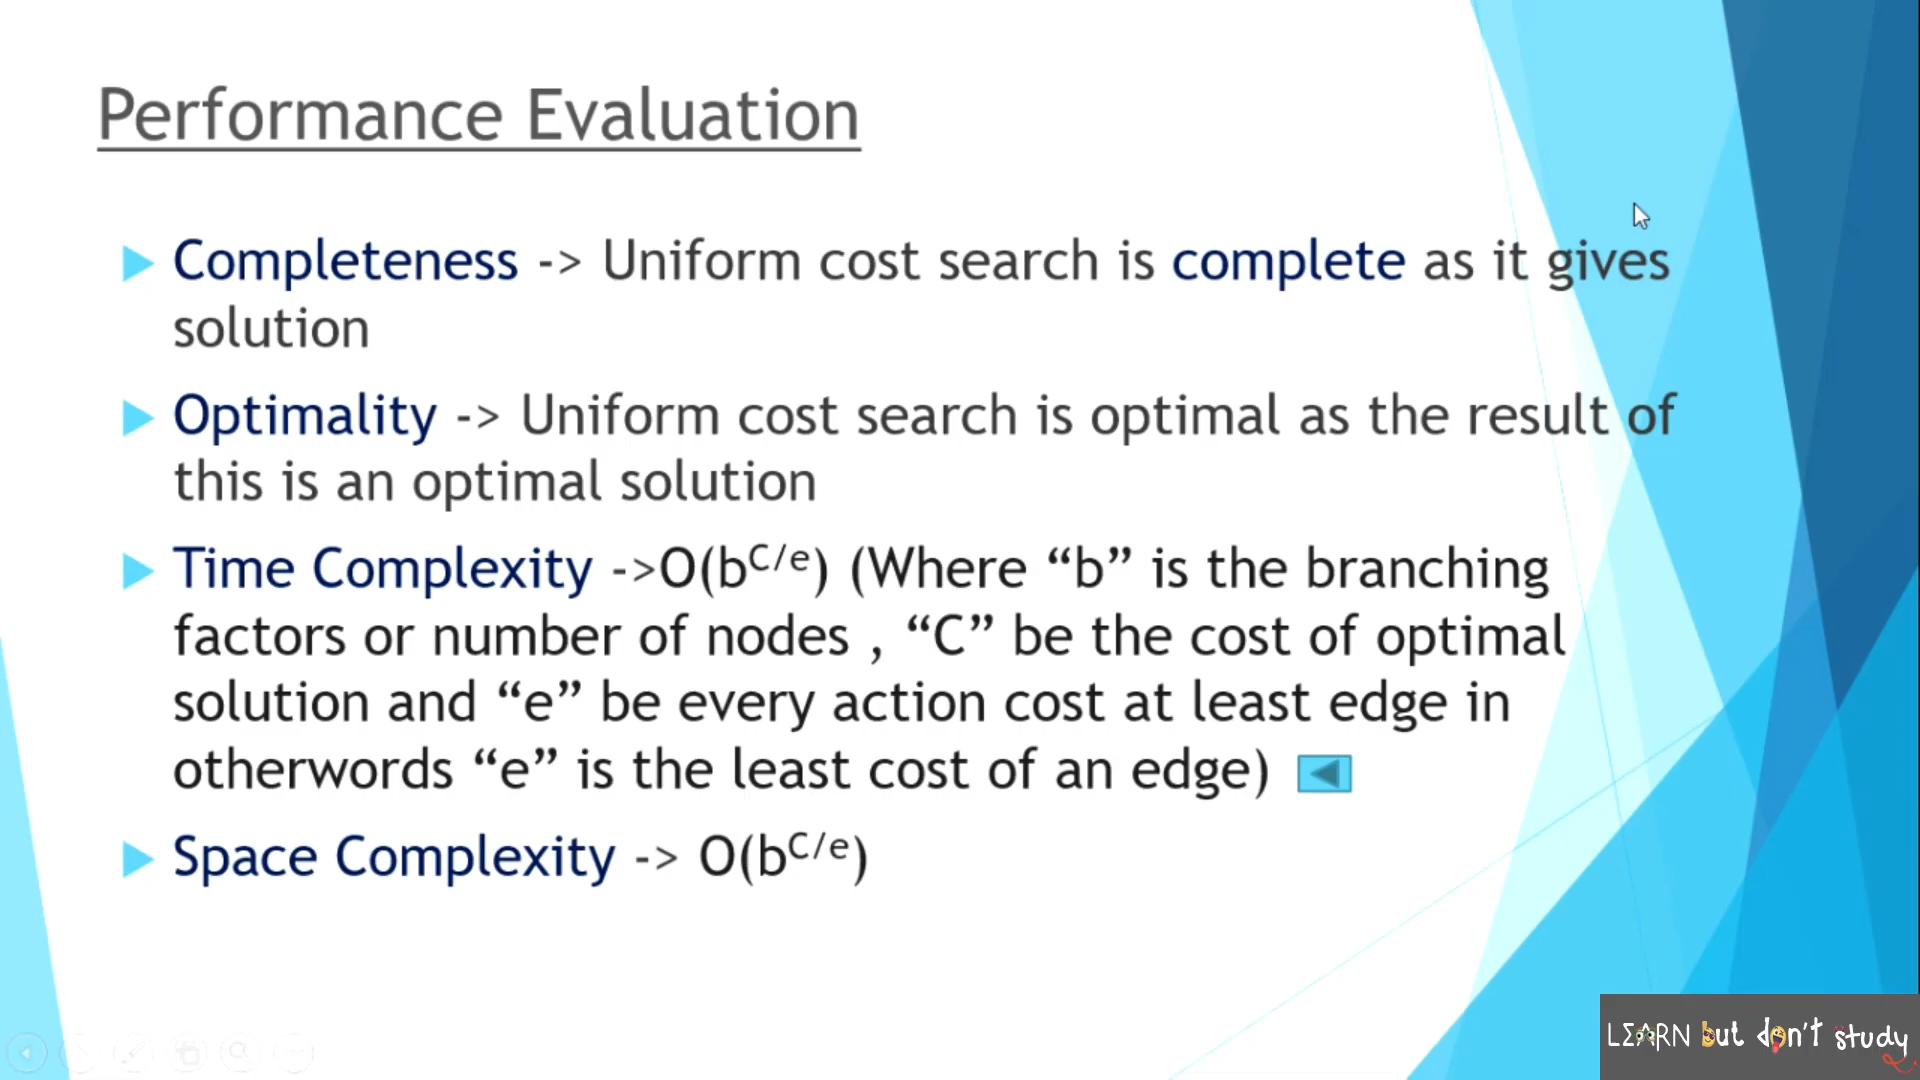 Performance Evaluation
Completeness -> Uniform cost search is complete as it gives
solution
Optimality -> Uniform cost search is optimal as the result of
this is an optimal solution
Time Complexity ->O(b^C/e) (Where “b” is the branching
factors or number of nodes , “C” be the cost of optimal
solution and “e” be every action cost at least edge in
otherwords “e” is the least cost of an edge)
Space Complexity -> O(b^C/e)
LEARN but don't study